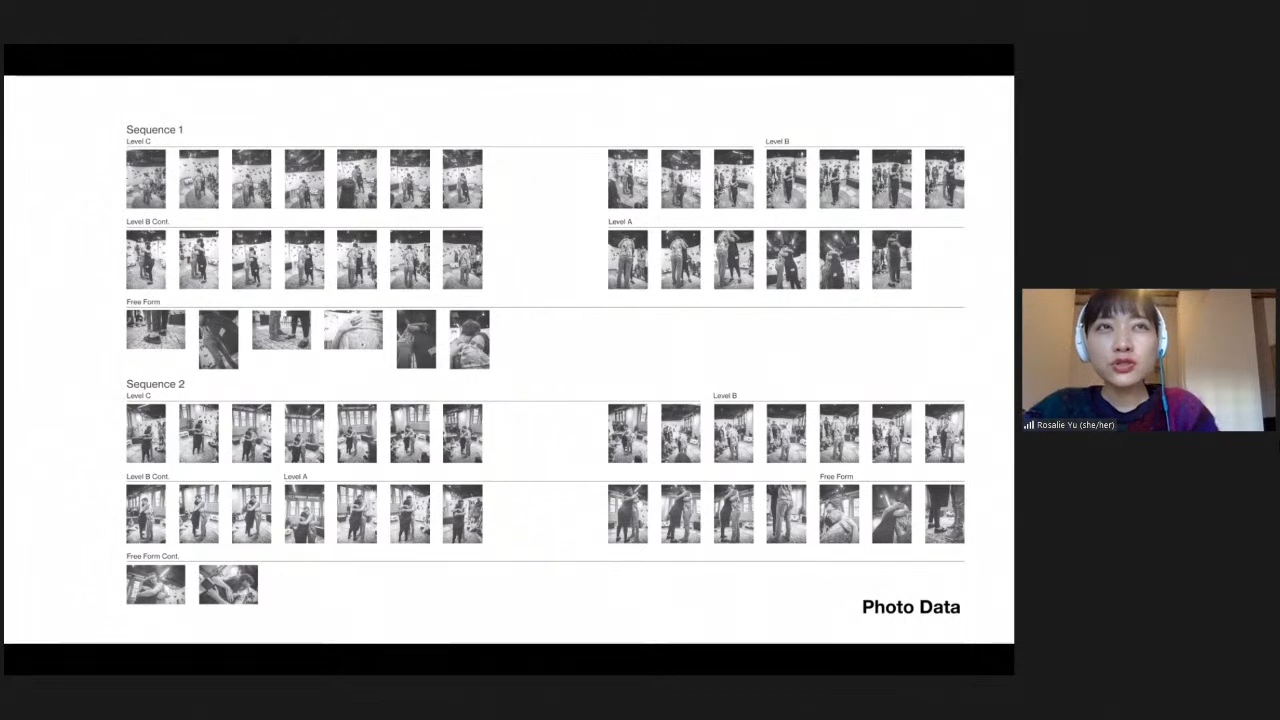 Sequence 1
Level C
Level B
Level B Cont.
Level A
Free Form
Sequence 2
Level C
Level B
Level B Cont.
Level A
Free Form
Free Form Cont.
Photo Data
Rosalie Yu (she/her)